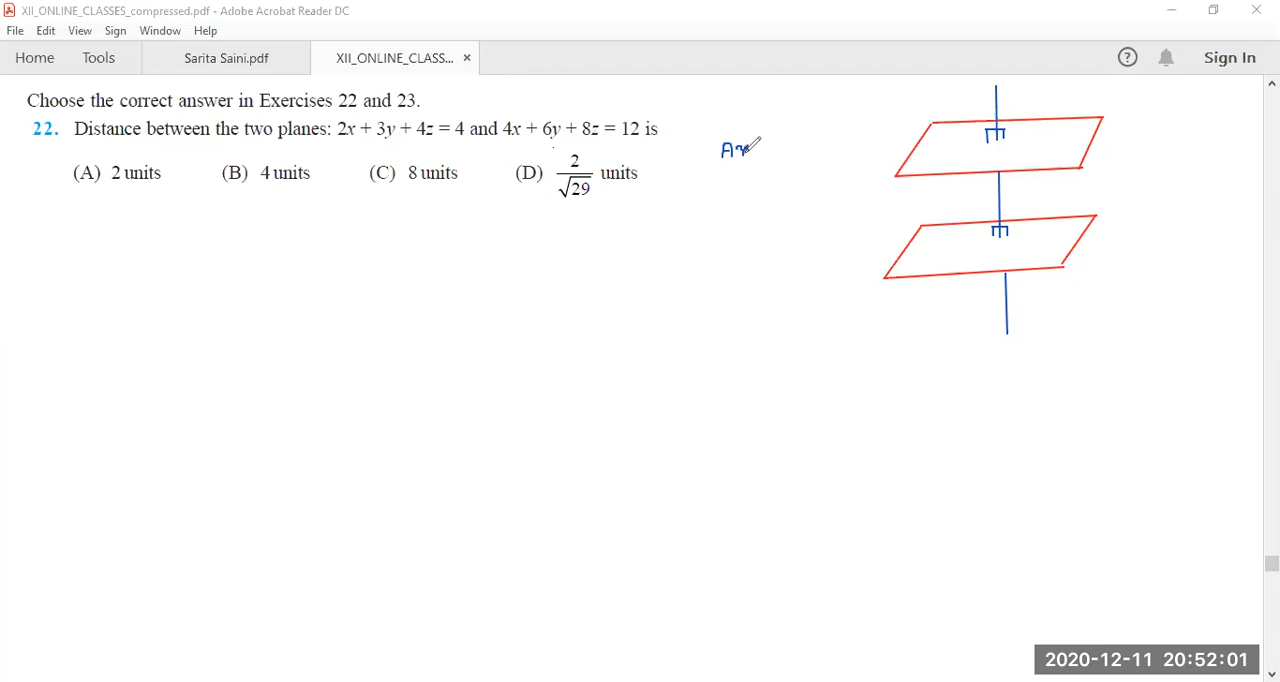 XII_ONLINE_CLASSES_compressed.pdf - Adobe Acrobat Reader DC
File Edit View Sign Window Help
Home Tools Sarita Saini.pdf XII_ONLINE_CLASS... × Sign In
Choose the correct answer in Exercises 22 and 23.
22. Distance between the two planes: 2x + 3y + 4z = 4 and 4x + 6y + 8z = 12 is
(A) 2 units (B) 4 units (C) 8 units (D) 2/√29 units
2020-12-11 20:52:01